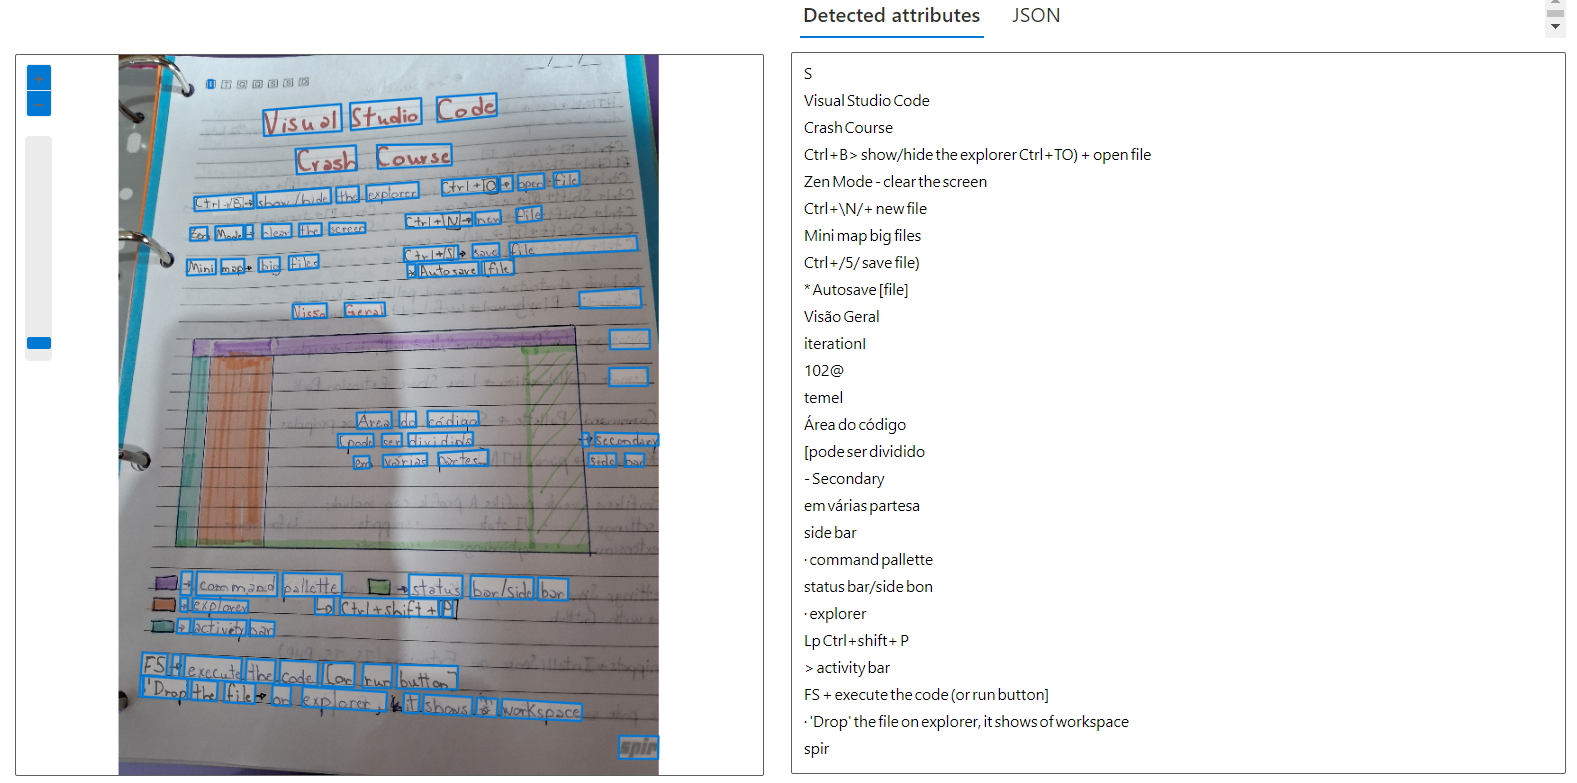 Detected attributes JSON
S
Visual Studio Code
Crash Course
Ctrl+B> show/hide the explorer Ctrl+TO) + open file
Zen Mode - clear the screen
Ctrl+\N/+ new file
Mini map big files
Ctrl+/5/ save file)
* Autosave [file]
Visão Geral
iterationI
102@
temel
Área do código
[pode ser dividido
- Secondary
em várias partesa
side bar
· command pallette
status bar/side bon
· explorer
Lp Ctrl+shift+ P
> activity bar
FS + execute the code (or run button]
· 'Drop' the file on explorer, it shows of workspace
spir
+
-
D T Q Q S S D
Visual Studio Code
Crash Course
Ctrl+B → show/hide the explorer
Ctrl+O → open file
Zen Mode → clear the screen
Ctrl+N → new file
Mini map → big files
Ctrl+S → save file
Autosave [file
Visão Geral
Área do código
[pode ser dividido
em várias partes]
→ secondary
side bar
→ command pallette
→ status bar/side bar
→ explorer
↳ Ctrl+shift+P
→ activity bar
F5 → execute the code [or run button]
'Drop the file → on explorer, it shows workspace
spir